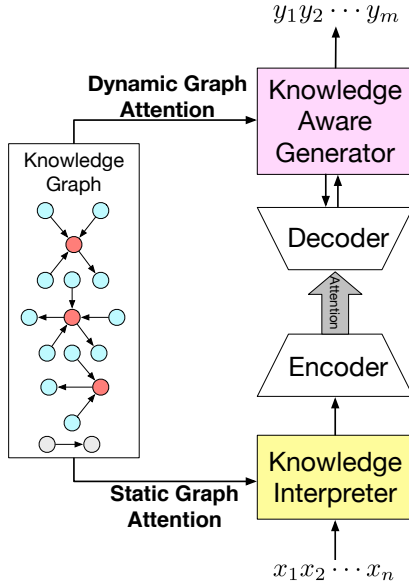 y₁y₂ ⋯ yₘ
Dynamic Graph
Attention
Knowledge
Aware
Generator
Knowledge
Graph
Decoder
Attention
Encoder
Knowledge
Interpreter
Static Graph
Attention
x₁x₂ ⋯ xₙ